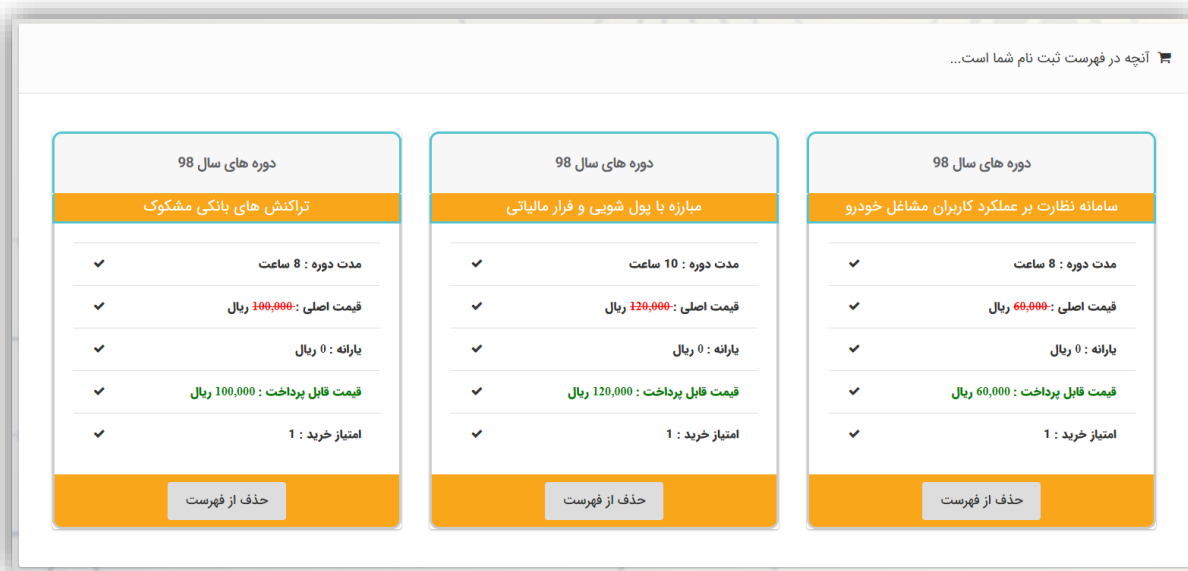 آنچه در فهرست ثبت نام شما است...
دوره های سال 98
سامانه نظارت بر عملکرد کاربران مشاغل خودرو
مدت دوره : 8 ساعت
قیمت اصلی : 60,000 ریال
یارانه : 0 ریال
قیمت قابل پرداخت : 60,000 ریال
امتیاز خرید : 1
حذف از فهرست
دوره های سال 98
مبارزه با پول شویی و فرار مالیاتی
مدت دوره : 10 ساعت
قیمت اصلی : 120,000 ریال
یارانه : 0 ریال
قیمت قابل پرداخت : 120,000 ریال
امتیاز خرید : 1
حذف از فهرست
دوره های سال 98
تراکنش های بانکی مشکوک
مدت دوره : 8 ساعت
قیمت اصلی : 100,000 ریال
یارانه : 0 ریال
قیمت قابل پرداخت : 100,000 ریال
امتیاز خرید : 1
حذف از فهرست